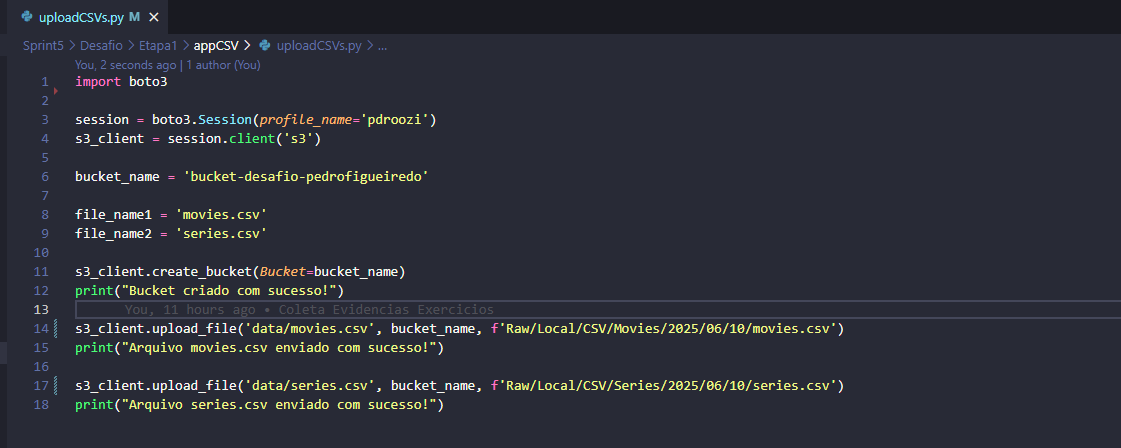 uploadCSVs.py M ×
Sprint5 > Desafio > Etapa1 > appCSV > uploadCSVs.py > ...
You, 2 seconds ago | 1 author (You)
1 import boto3
2
3 session = boto3.Session(profile_name='pdroozi')
4 s3_client = session.client('s3')
5
6 bucket_name = 'bucket-desafio-pedrofigueiredo'
7
8 file_name1 = 'movies.csv'
9 file_name2 = 'series.csv'
10
11 s3_client.create_bucket(Bucket=bucket_name)
12 print("Bucket criado com sucesso!")
13 You, 11 hours ago • Coleta Evidencias Exercicios
14 s3_client.upload_file('data/movies.csv', bucket_name, f'Raw/Local/CSV/Movies/2025/06/10/movies.csv')
15 print("Arquivo movies.csv enviado com sucesso!")
16
17 s3_client.upload_file('data/series.csv', bucket_name, f'Raw/Local/CSV/Series/2025/06/10/series.csv')
18 print("Arquivo series.csv enviado com sucesso!")